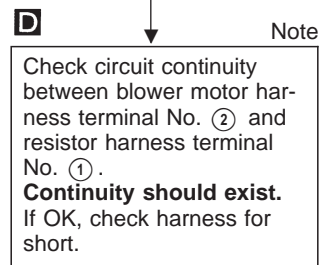 D
Note
Check circuit continuity
between blower motor har-
ness terminal No. ② and
resistor harness terminal
No. ① .
Continuity should exist.
If OK, check harness for
short.